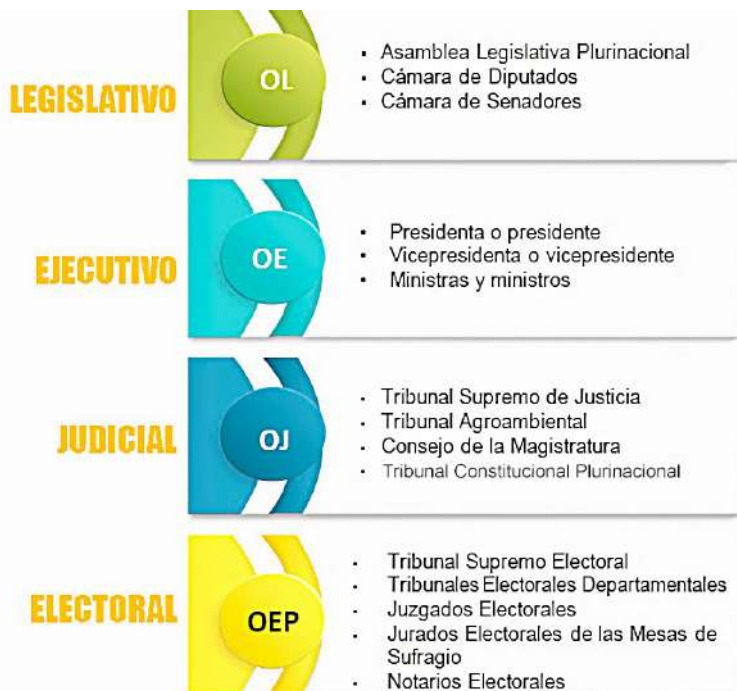 LEGISLATIVO
OL
▪ Asamblea Legislativa Plurinacional
▪ Cámara de Diputados
▪ Cámara de Senadores
EJECUTIVO
OE
• Presidenta o presidente
• Vicepresidenta o vicepresidente
• Ministras y ministros
JUDICIAL
OJ
• Tribunal Supremo de Justicia
• Tribunal Agroambiental
• Consejo de la Magistratura
• Tribunal Constitucional Plurinacional
ELECTORAL
OEP
• Tribunal Supremo Electoral
• Tribunales Electorales Departamentales
• Juzgados Electorales
• Jurados Electorales de las Mesas de
Sufragio
• Notarios Electorales